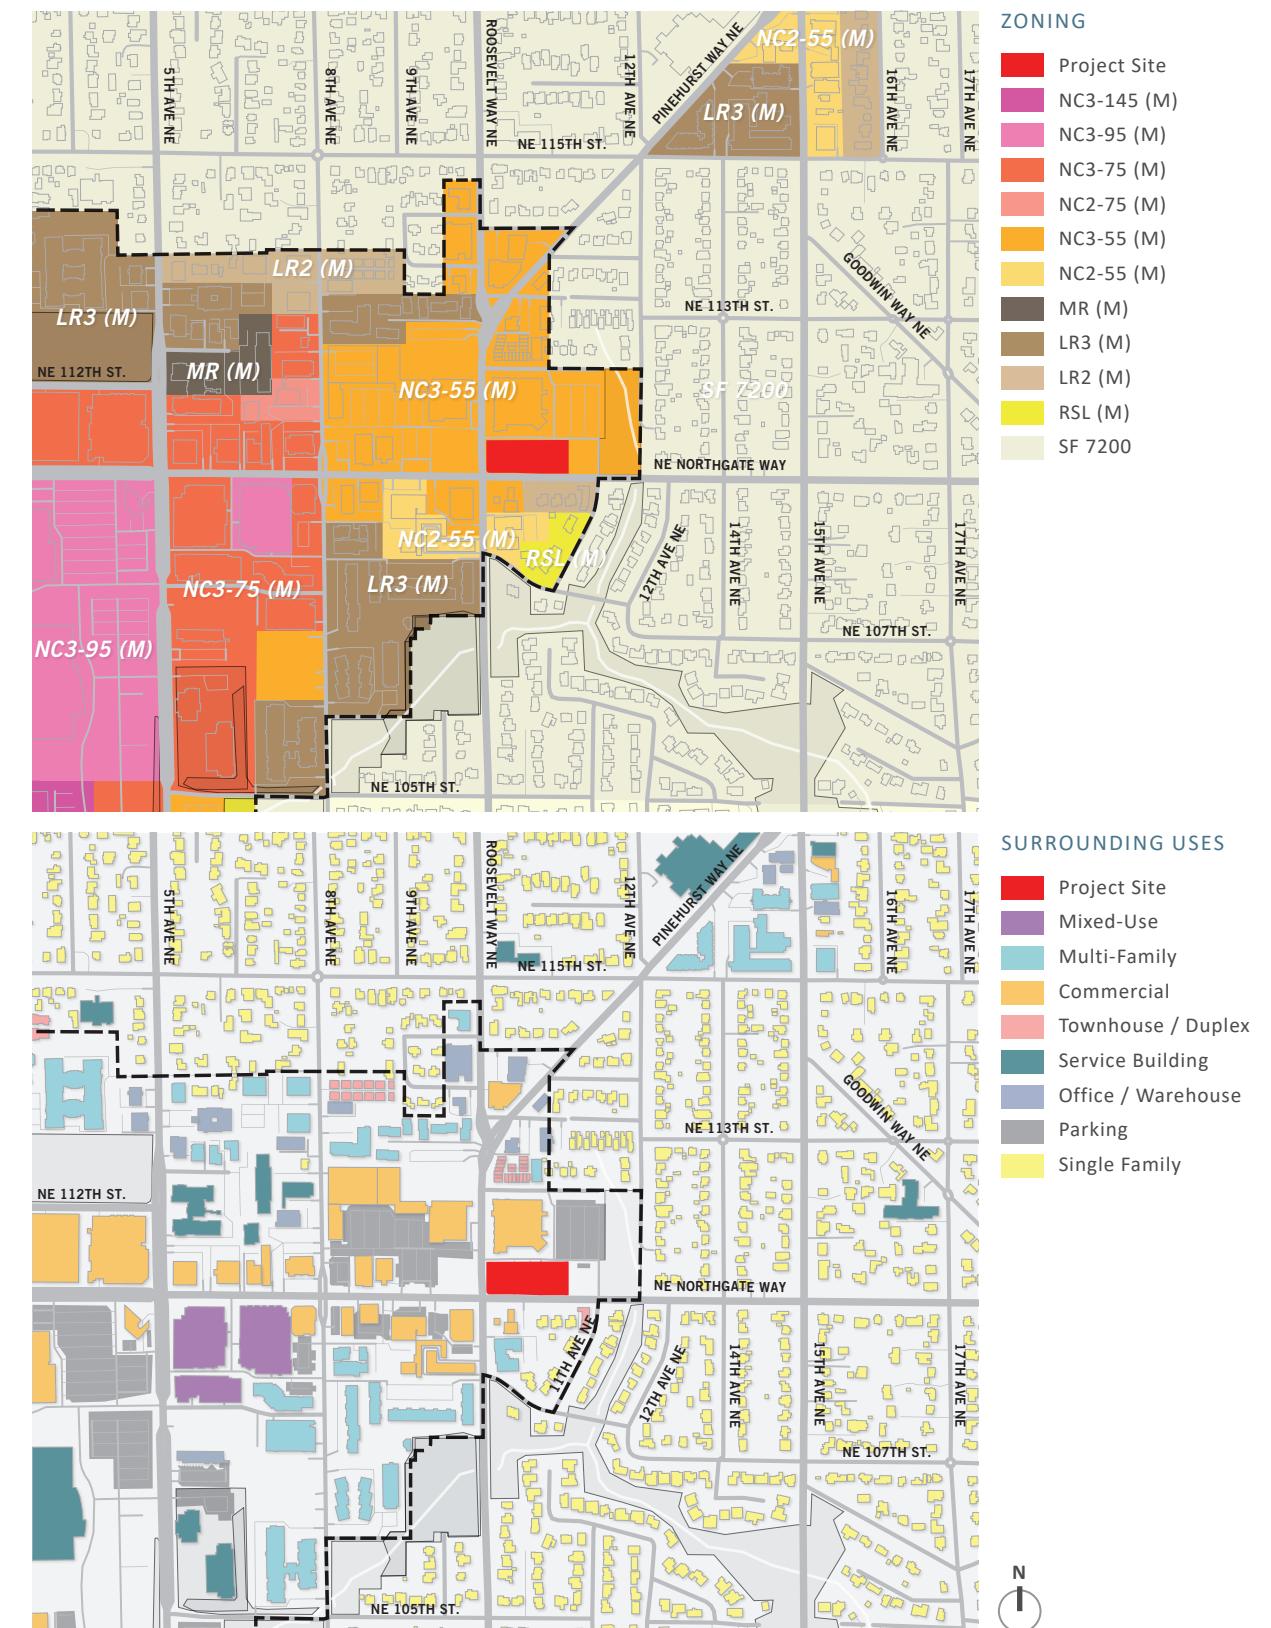 ZONING
Project Site
NC3-145 (M)
NC3-95 (M)
NC3-75 (M)
NC2-75 (M)
NC3-55 (M)
NC2-55 (M)
MR (M)
LR3 (M)
LR2 (M)
RSL (M)
SF 7200
NC2-55 (M)
PINEHURST WAY NE
ROOSEVELT WAY NE
5TH AVE NE
8TH AVE NE
9TH AVE NE
12TH AVE NE
16TH AVE NE
17TH AVE NE
LR3 (M)
NE 115TH ST.
LR2 (M)
GOODWIN WAY NE
LR3 (M)
NE 113TH ST.
NE 112TH ST.
MR (M)
NC3-55 (M)
SF 7200
NE NORTHGATE WAY
NC2-55 (M)
RSL (M)
12TH AVE NE
14TH AVE NE
15TH AVE NE
17TH AVE NE
NC3-75 (M)
LR3 (M)
NE 107TH ST.
NC3-95 (M)
NE 105TH ST.
SURROUNDING USES
Project Site
Mixed-Use
Multi-Family
Commercial
Townhouse / Duplex
Service Building
Office / Warehouse
Parking
Single Family
PINEHURST WAY NE
ROOSEVELT WAY NE
5TH AVE NE
8TH AVE NE
9TH AVE NE
12TH AVE NE
16TH AVE NE
17TH AVE NE
NE 115TH ST.
GOODWIN WAY NE
NE 113TH ST.
NE 112TH ST.
NE NORTHGATE WAY
11TH AVE NE
12TH AVE NE
14TH AVE NE
15TH AVE NE
17TH AVE NE
NE 107TH ST.
NE 105TH ST.
N